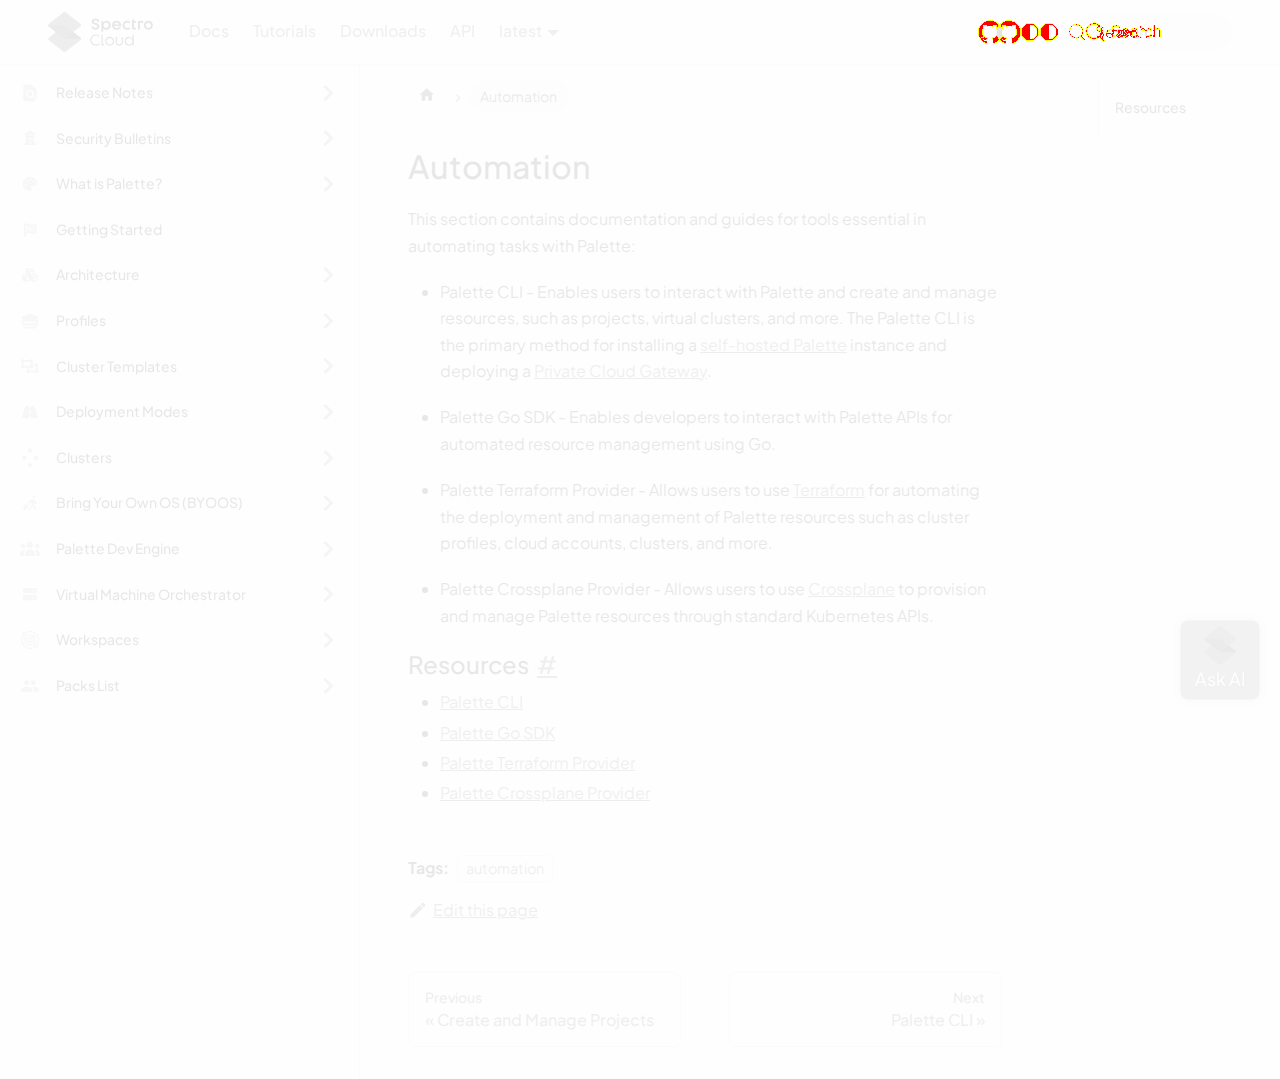 Spectro
Cloud
Docs
Tutorials
Downloads
API
latest
Search
Release Notes
Security Bulletins
What is Palette?
Getting Started
Architecture
Profiles
Cluster Templates
Deployment Modes
Clusters
Bring Your Own OS (BYOOS)
Palette Dev Engine
Virtual Machine Orchestrator
Workspaces
Packs List
Automation
Automation
This section contains documentation and guides for tools essential in
automating tasks with Palette:
Palette CLI - Enables users to interact with Palette and create and manage
resources, such as projects, virtual clusters, and more. The Palette CLI is
the primary method for installing a self-hosted Palette instance and
deploying a Private Cloud Gateway.
Palette Go SDK - Enables developers to interact with Palette APIs for
automated resource management using Go.
Palette Terraform Provider - Allows users to use Terraform for automating
the deployment and management of Palette resources such as cluster
profiles, cloud accounts, clusters, and more.
Palette Crossplane Provider - Allows users to use Crossplane to provision
and manage Palette resources through standard Kubernetes APIs.
Resources #
Palette CLI
Palette Go SDK
Palette Terraform Provider
Palette Crossplane Provider
Tags: automation
Edit this page
Previous
« Create and Manage Projects
Next
Palette CLI »
Resources
Ask AI